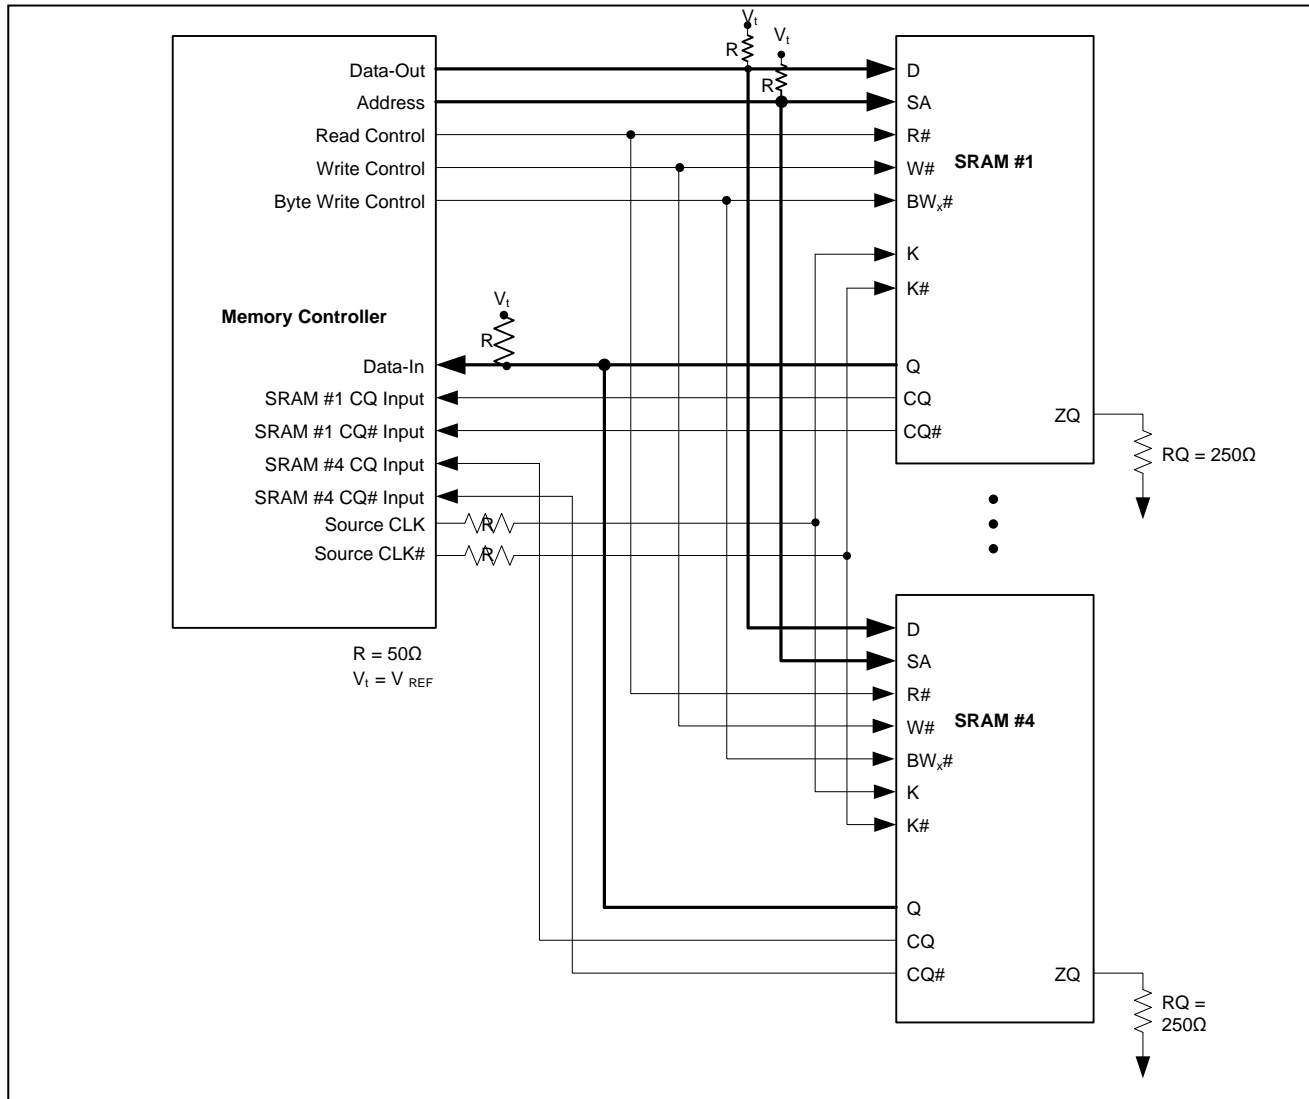 Vt
Vt
R
R
Data-Out
Address
Read Control
Write Control
Byte Write Control
Memory Controller
Vt
R
Data-In
SRAM #1 CQ Input
SRAM #1 CQ# Input
SRAM #4 CQ Input
SRAM #4 CQ# Input
Source CLK
R
Source CLK#
R
R = 50Ω
Vt = V REF
D
SA
R#
SRAM #1
W#
BWx#
K
K#
Q
CQ
CQ#
ZQ
RQ = 250Ω
D
SA
R#
SRAM #4
W#
BWx#
K
K#
Q
CQ
CQ#
ZQ
RQ =
250Ω